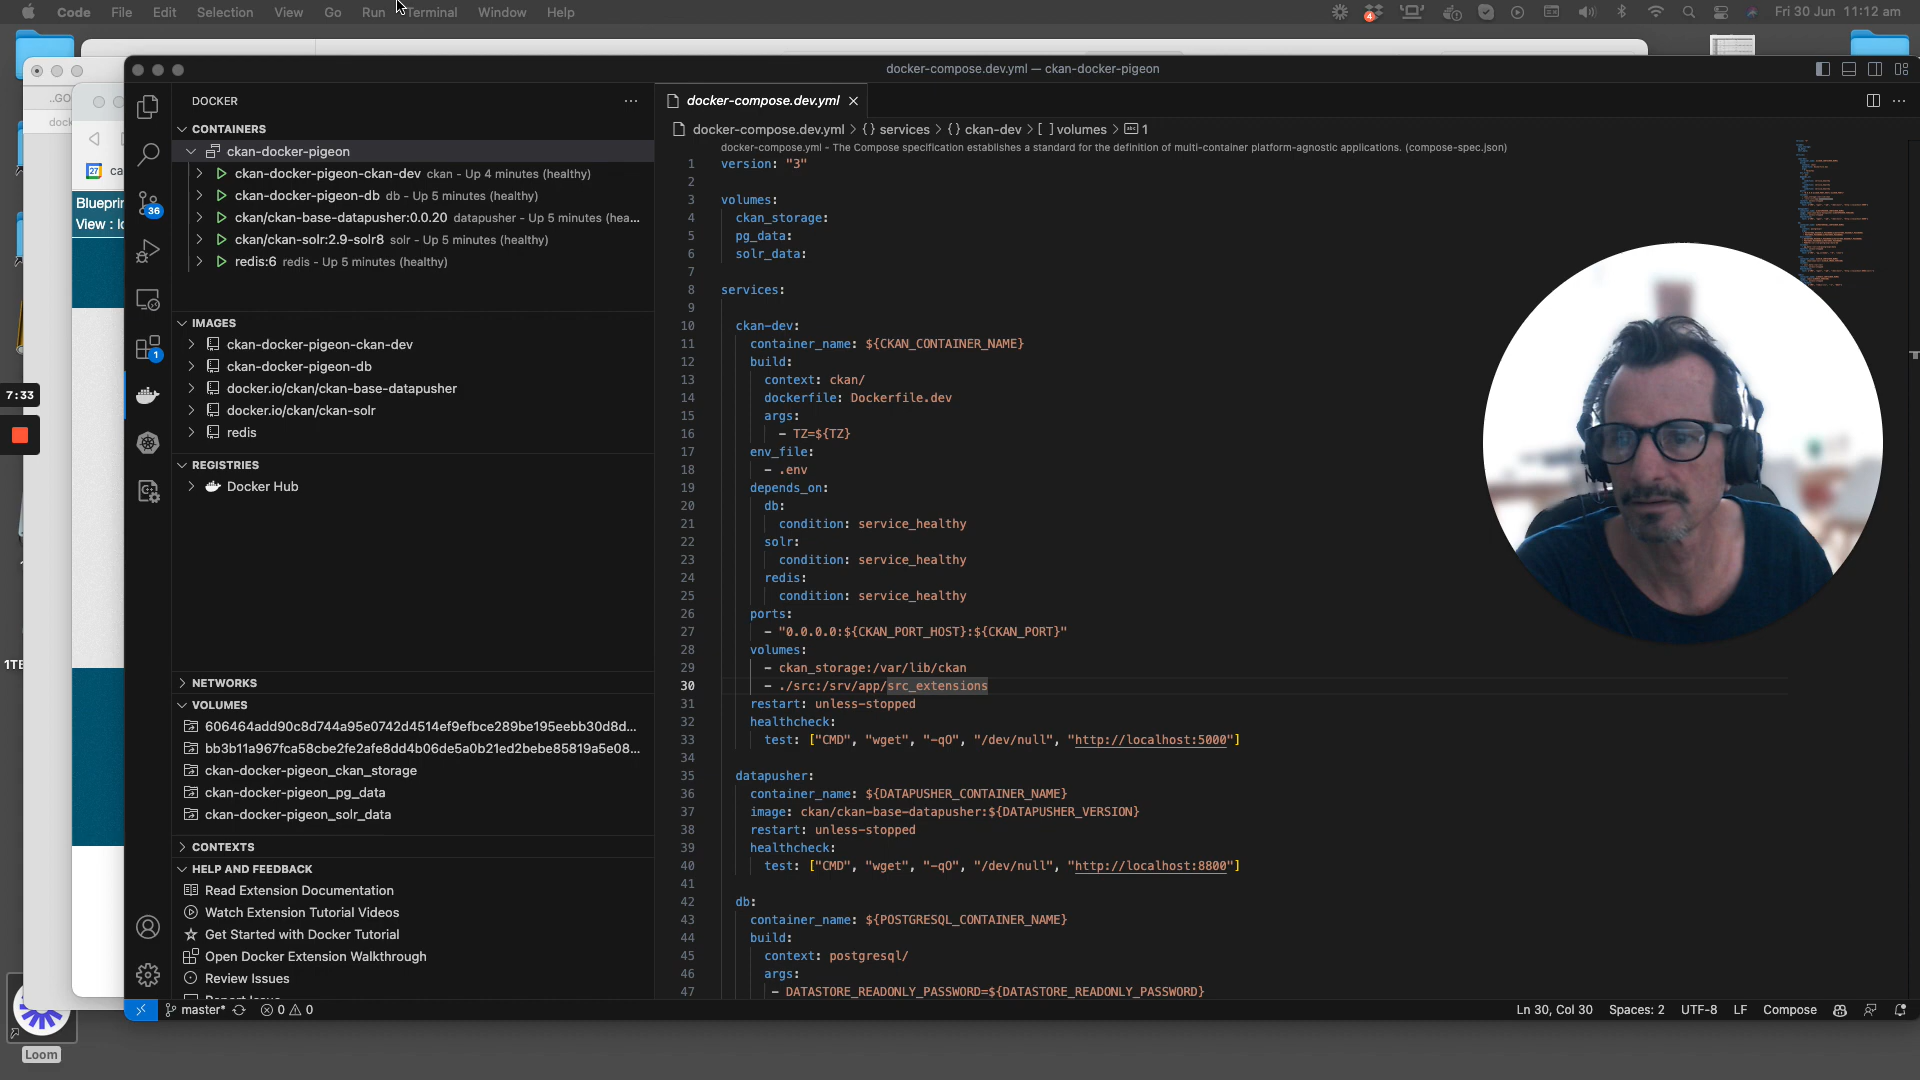 Code File Edit Selection View Go Run Terminal Window Help
4
Fri 30 Jun 11:12 am
docker-compose.dev.yml — ckan-docker-pigeon
..GO
dock
27 ca
Blueprin
View : lo
7:33
1TE
Loom
36
1
DOCKER
CONTAINERS
ckan-docker-pigeon
ckan-docker-pigeon-ckan-dev ckan - Up 4 minutes (healthy)
ckan-docker-pigeon-db db - Up 5 minutes (healthy)
ckan/ckan-base-datapusher:0.0.20 datapusher - Up 5 minutes (hea...
ckan/ckan-solr:2.9-solr8 solr - Up 5 minutes (healthy)
redis:6 redis - Up 5 minutes (healthy)
IMAGES
ckan-docker-pigeon-ckan-dev
ckan-docker-pigeon-db
docker.io/ckan/ckan-base-datapusher
docker.io/ckan/ckan-solr
redis
REGISTRIES
Docker Hub
NETWORKS
VOLUMES
606464add90c8d744a95e0742d4514ef9efbce289be195eebb30d8d...
bb3b11a967fca58cbe2fe2afe8dd4b06de5a0b21ed2bebe85819a5e08...
ckan-docker-pigeon_ckan_storage
ckan-docker-pigeon_pg_data
ckan-docker-pigeon_solr_data
CONTEXTS
HELP AND FEEDBACK
Read Extension Documentation
Watch Extension Tutorial Videos
Get Started with Docker Tutorial
Open Docker Extension Walkthrough
Review Issues
docker-compose.dev.yml
docker-compose.dev.yml > {} services > {} ckan-dev > [ ] volumes > 1
docker-compose.yml - The Compose specification establishes a standard for the definition of multi-container platform-agnostic applications. (compose-spec.json)
1 version: "3"
2
3 volumes:
4 ckan_storage:
5 pg_data:
6 solr_data:
7
8 services:
9
10 ckan-dev:
11 container_name: ${CKAN_CONTAINER_NAME}
12 build:
13 context: ckan/
14 dockerfile: Dockerfile.dev
15 args:
16 - TZ=${TZ}
17 env_file:
18 - .env
19 depends_on:
20 db:
21 condition: service_healthy
22 solr:
23 condition: service_healthy
24 redis:
25 condition: service_healthy
26 ports:
27 - "0.0.0.0:${CKAN_PORT_HOST}:${CKAN_PORT}"
28 volumes:
29 - ckan_storage:/var/lib/ckan
30 - ./src:/srv/app/src_extensions
31 restart: unless-stopped
32 healthcheck:
33 test: ["CMD", "wget", "-qO", "/dev/null", "http://localhost:5000"]
34
35 datapusher:
36 container_name: ${DATAPUSHER_CONTAINER_NAME}
37 image: ckan/ckan-base-datapusher:${DATAPUSHER_VERSION}
38 restart: unless-stopped
39 healthcheck:
40 test: ["CMD", "wget", "-qO", "/dev/null", "http://localhost:8800"]
41
42 db:
43 container_name: ${POSTGRESQL_CONTAINER_NAME}
44 build:
45 context: postgresql/
46 args:
47 - DATASTORE_READONLY_PASSWORD=${DATASTORE_READONLY_PASSWORD}
master* 0 0
Ln 30, Col 30 Spaces: 2 UTF-8 LF Compose